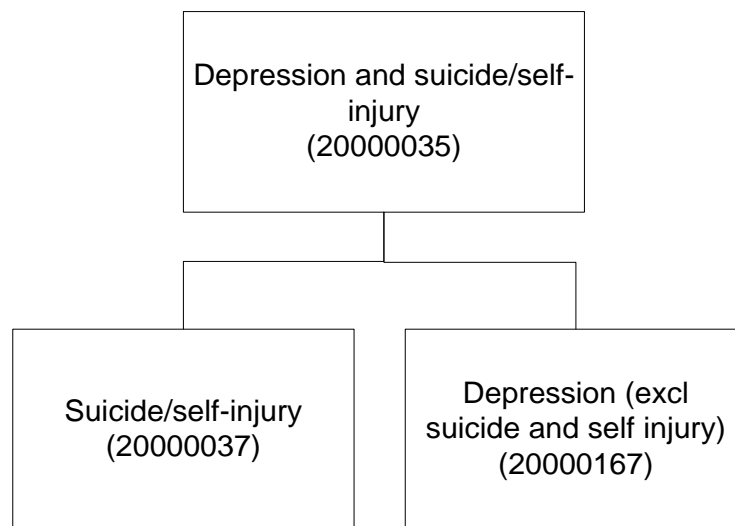 Depression and suicide/self-
injury
(20000035)
Suicide/self-injury
(20000037)
Depression (excl
suicide and self injury)
(20000167)